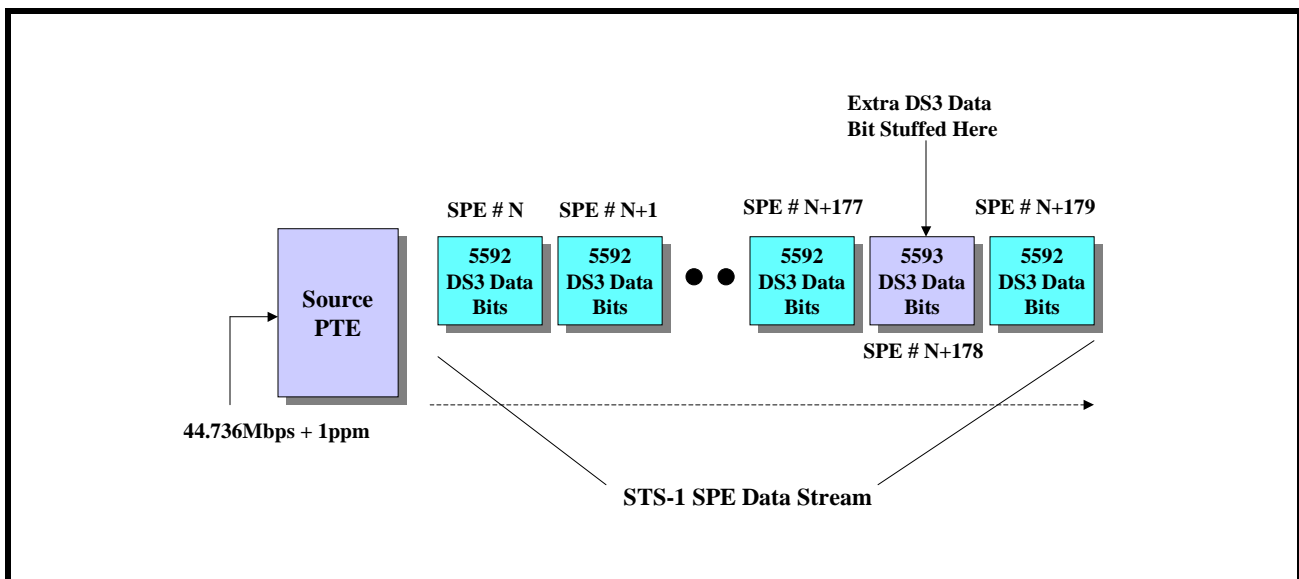 Extra DS3 Data
Bit Stuffed Here
SPE # N
SPE # N+1
SPE # N+177
SPE # N+179
Source
PTE
5592
DS3 Data
Bits
5592
DS3 Data
Bits
5592
DS3 Data
Bits
5593
DS3 Data
Bits
5592
DS3 Data
Bits
SPE # N+178
44.736Mbps + 1ppm
STS-1 SPE Data Stream